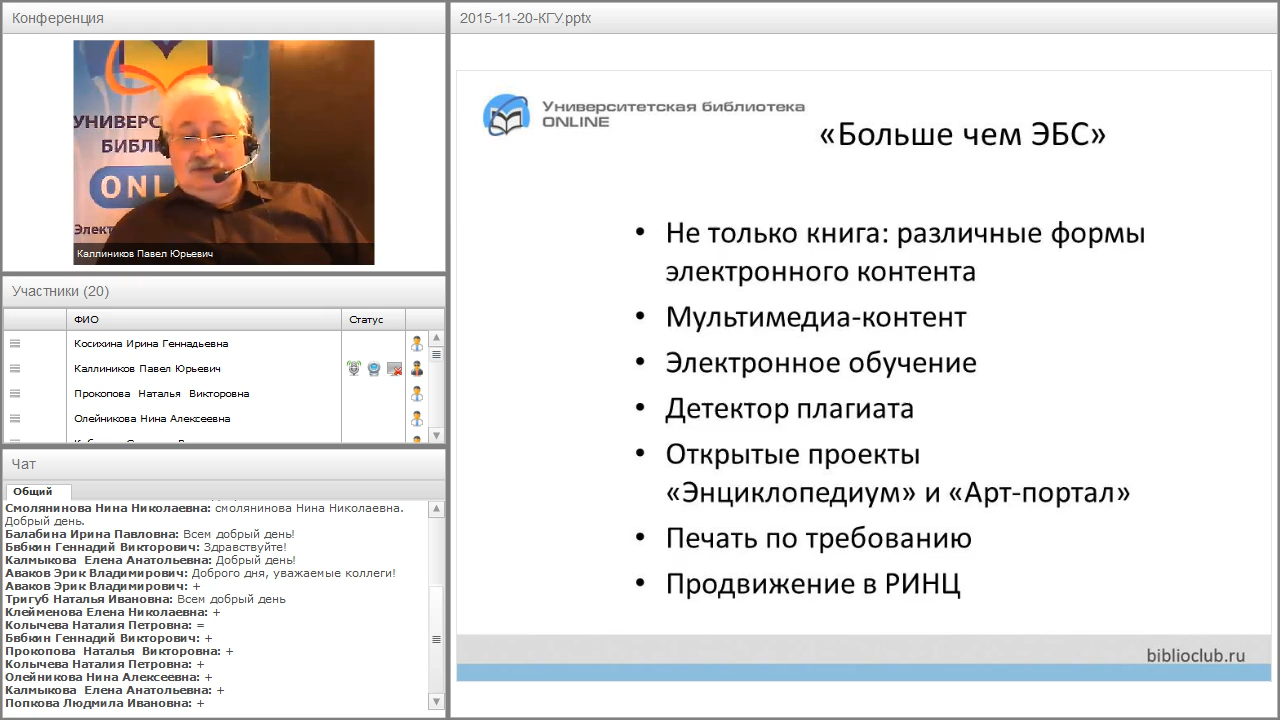 Конференция
УНИВЕРС
БИБЛИ
ONL
Элект
Каллиников Павел Юрьевич
Участники (20)
ФИО Статус
Косихина Ирина Геннадьевна
Каллиников Павел Юрьевич
Прокопова Наталья Викторовна
Олейникова Нина Алексеевна
Чат
Общий
Смолянинова Нина Николаевна: смолянинова Нина Николаевна.
Добрый день.
Балабина Ирина Павловна: Всем добрый день!
Бвбкин Геннадий Викторович: Здравствуйте!
Калмыкова Елена Анатольевна: Добрый день!
Аваков Эрик Владимирович: Доброго дня, уважаемые коллеги!
Аваков Эрик Владимирович: +
Тригуб Наталья Ивановна: Всем добрый день
Клейменова Елена Николаевна: +
Колычева Наталия Петровна: =
Бвбкин Геннадий Викторович: +
Прокопова Наталья Викторовна: +
Колычева Наталия Петровна: +
Олейникова Нина Алексеевна: +
Калмыкова Елена Анатольевна: +
Попкова Людмила Ивановна: +
2015-11-20-КГУ.pptx
Университетская библиотека
ONLINE
«Больше чем ЭБС»
• Не только книга: различные формы
электронного контента
• Мультимедиа-контент
• Электронное обучение
• Детектор плагиата
• Открытые проекты
«Энциклопедиум» и «Арт-портал»
• Печать по требованию
• Продвижение в РИНЦ
biblioclub.ru